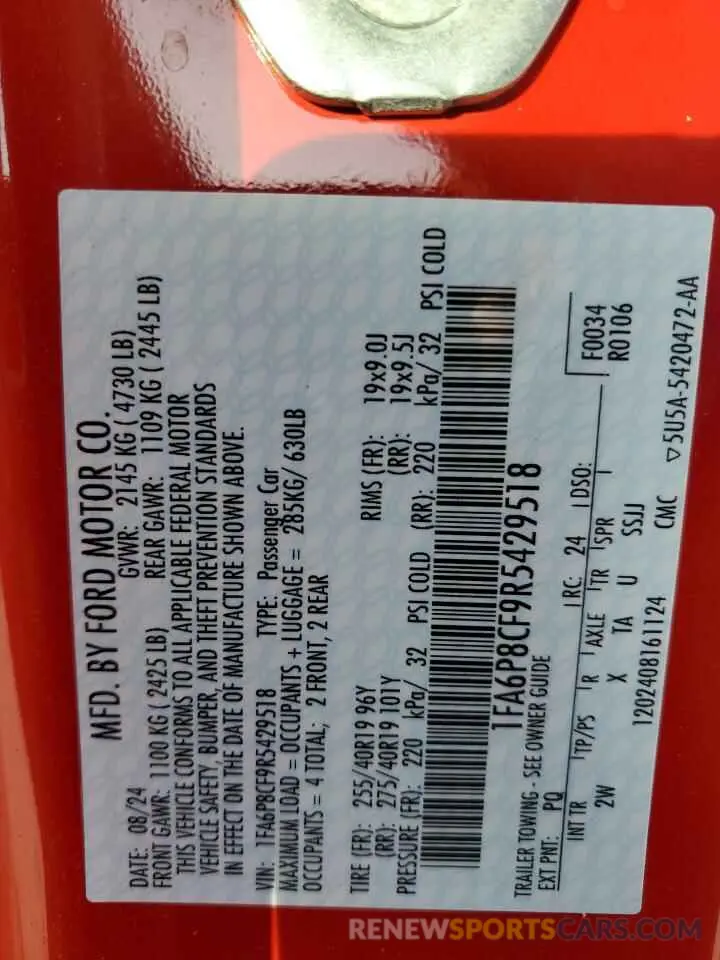 MFD. BY FORD MOTOR CO.
DATE: 08/24 GVWR: 2145 KG ( 4730 LB)
FRONT GAWR: 1100 KG ( 2425 LB) REAR GAWR: 1109 KG ( 2445 LB)
THIS VEHICLE CONFORMS TO ALL APPLICABLE FEDERAL MOTOR
VEHICLE SAFETY, BUMPER, AND THEFT PREVENTION STANDARDS
IN EFFECT ON THE DATE OF MANUFACTURE SHOWN ABOVE.
VIN: 1FA6P8CF9R5429518 TYPE: Passenger Car
MAXIMUM LOAD = OCCUPANTS + LUGGAGE = 285KG/ 630LB
OCCUPANTS = 4 TOTAL; 2 FRONT, 2 REAR
TIRE (FR): 255/40R19 96Y RIMS (FR): 19x9.0J
(RR): 275/40R19 101Y (RR): 19x9.5J
PRESSURE (FR): 220 kPa/ 32 PSI COLD (RR): 220 kPa/ 32 PSI COLD
1FA6P8CF9R5429518
TRAILER TOWING - SEE OWNER GUIDE
EXT PNT: PQ RC: 24 DSO: F0034
R0106
INT TR TP/PS R AXLE TR SPR
2W X TA U SSJJ
1202408161124 CMC ▽5U5A-5420472-AA
RENEWSPORTSCARS.COM